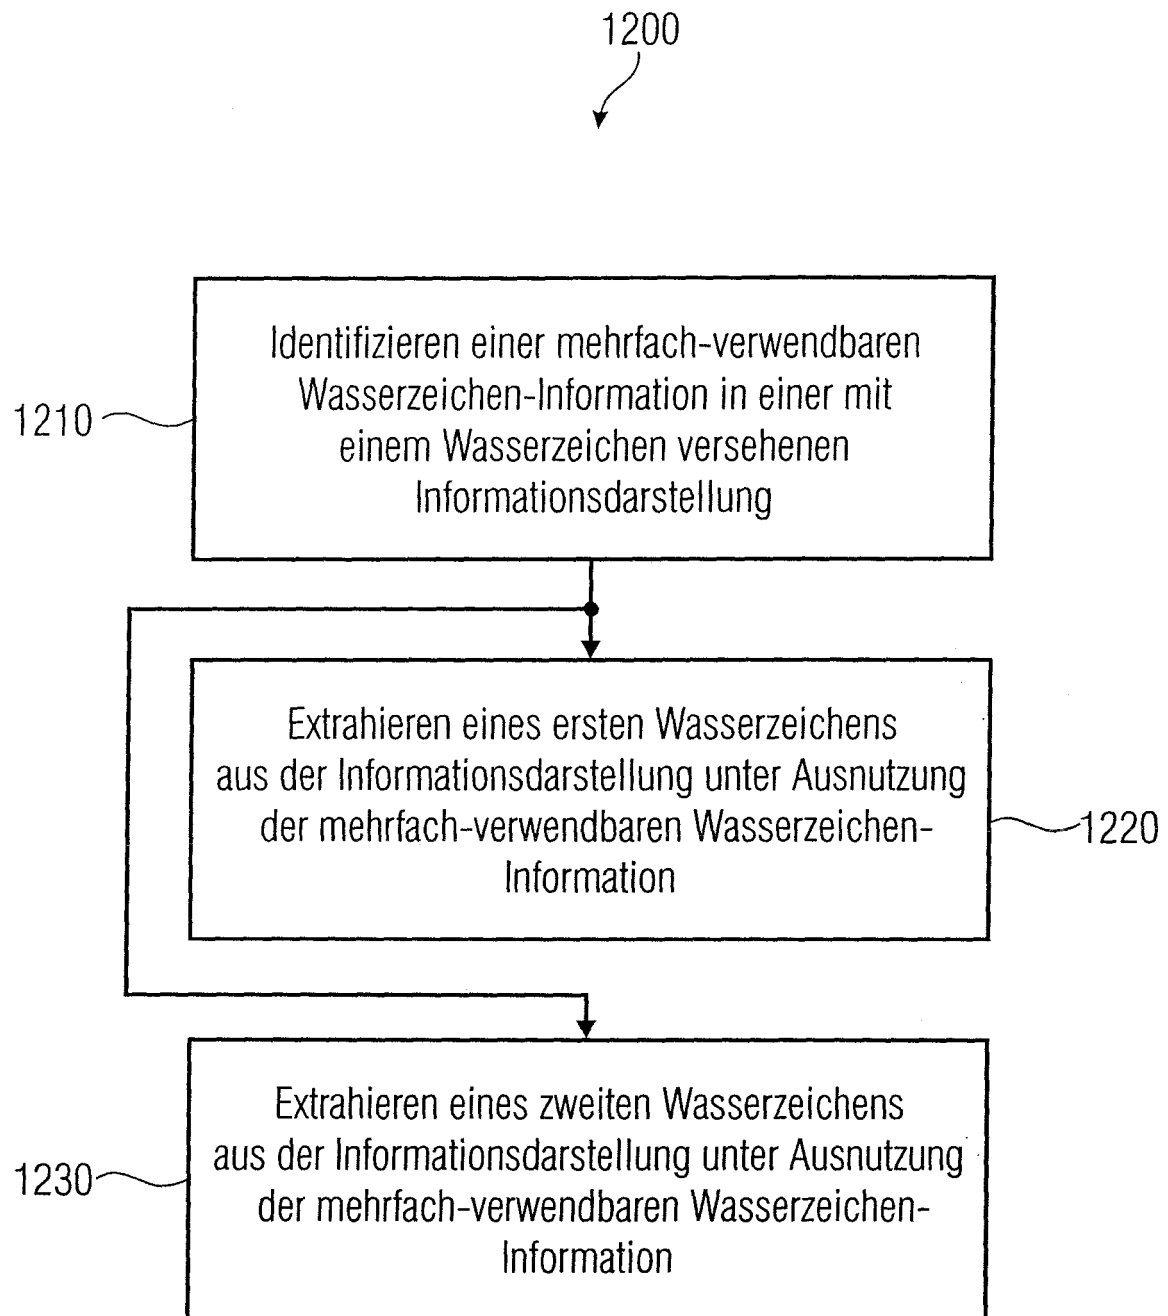 1200
Identifizieren einer mehrfach-verwendbaren
Wasserzeichen-Information in einer mit
einem Wasserzeichen versehenen
Informationsdarstellung
1210
Extrahieren eines ersten Wasserzeichens
aus der Informationsdarstellung unter Ausnutzung
der mehrfach-verwendbaren Wasserzeichen-
Information
1220
Extrahieren eines zweiten Wasserzeichens
aus der Informationsdarstellung unter Ausnutzung
der mehrfach-verwendbaren Wasserzeichen-
Information
1230